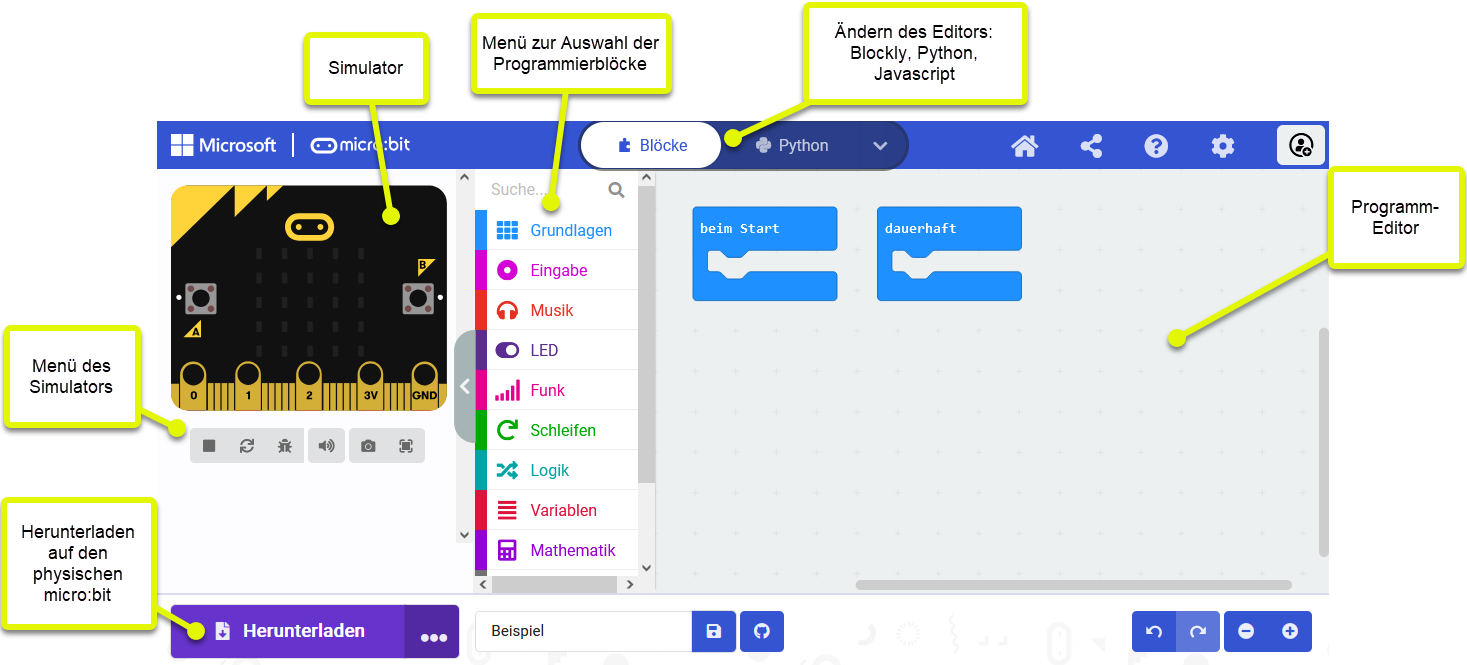 Simulator
Menü zur Auswahl der
Programmierblöcke
Ändern des Editors:
Blockly, Python,
Javascript
Microsoft
micro:bit
Blöcke
Python
Suche...
Grundlagen
Eingabe
Musik
LED
Funk
Schleifen
Logik
Variablen
Mathematik
beim Start
dauerhaft
Programm-
Editor
B
A
0 1 2 3V GND
Menü des
Simulators
Herunterladen
auf den
physischen
micro:bit
Herunterladen
Beispiel